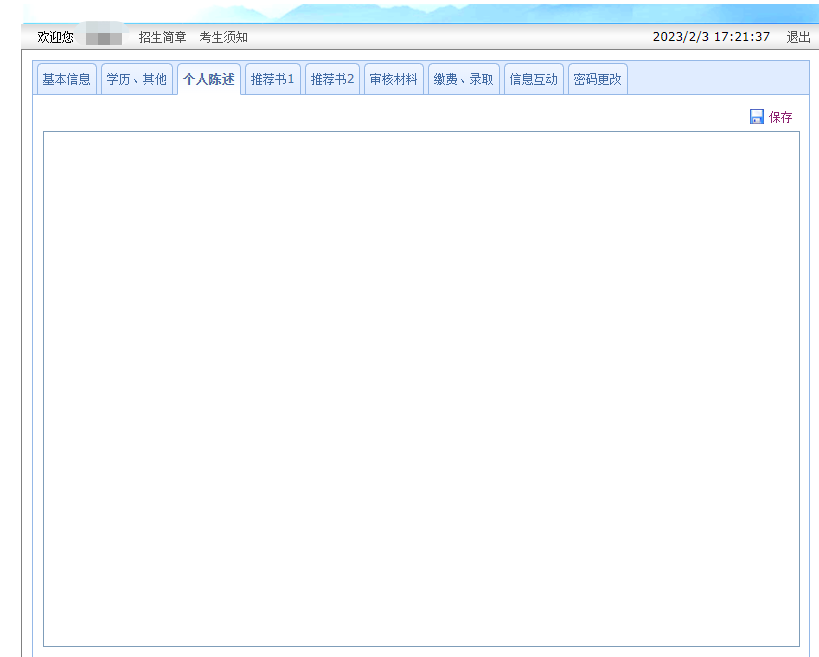 欢迎您 招生简章 考生须知 2023/2/3 17:21:37 退出
基本信息 学历、其他 个人陈述 推荐书1 推荐书2 审核材料 缴费、录取 信息互动 密码更改
保存